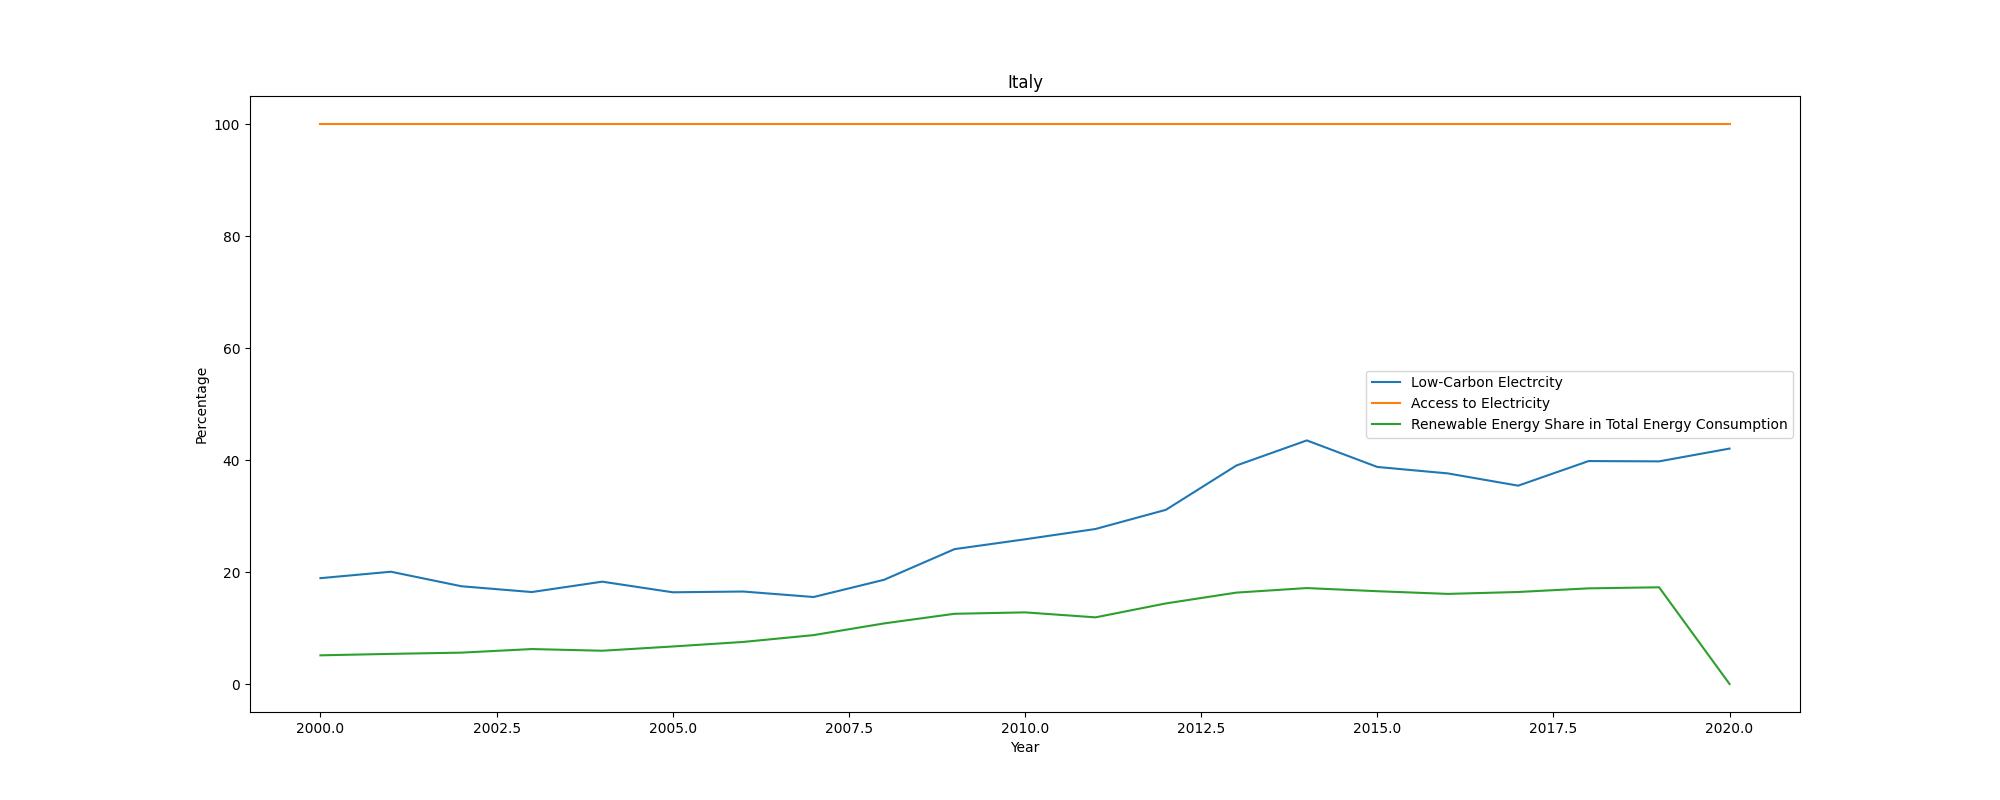 Italy
100
80
60
40
20
0
Percentage
Low-Carbon Electrcity
Access to Electricity
Renewable Energy Share in Total Energy Consumption
2000.0 2002.5 2005.0 2007.5 2010.0 2012.5 2015.0 2017.5 2020.0
Year